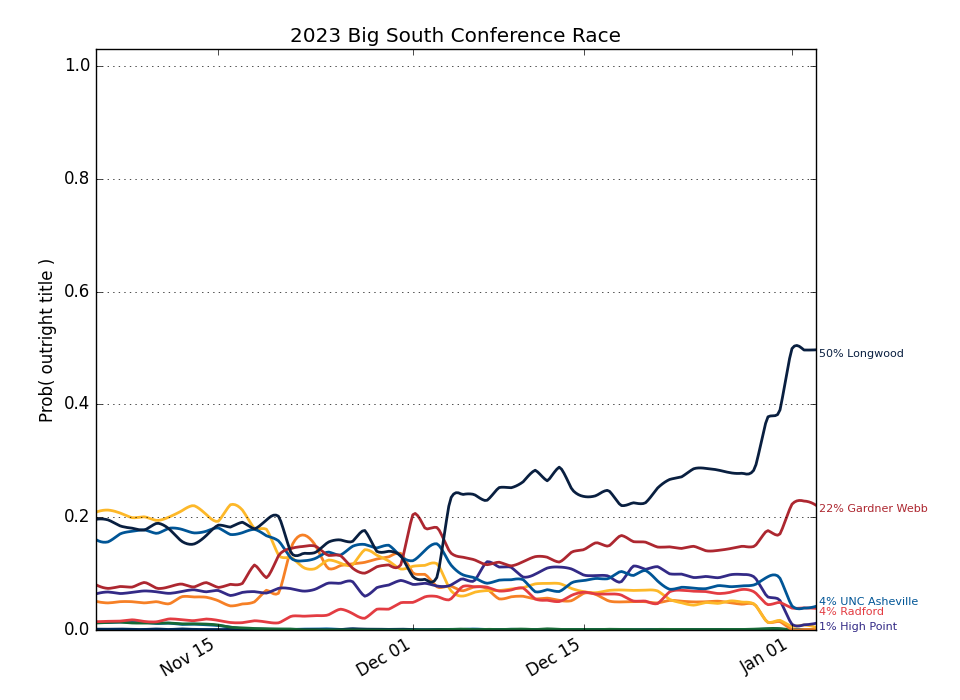 2023 Big South Conference Race
Prob( outright title )
1.0
0.8
0.6
0.4
0.2
0.0
50% Longwood
22% Gardner Webb
4% UNC Asheville
4% Radford
1% High Point
Nov 15
Dec 01
Dec 15
Jan 01